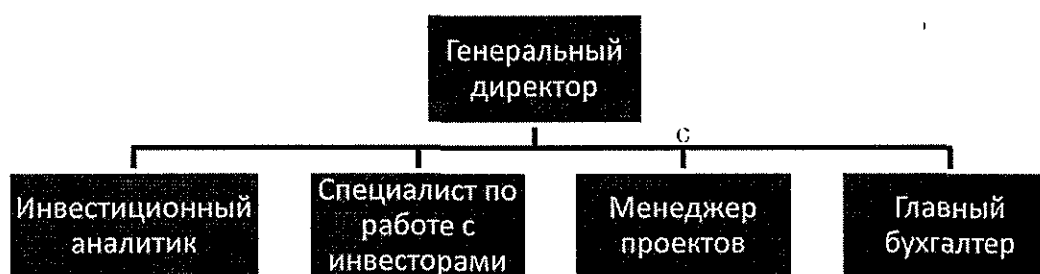 Генеральный
директор
С
Инвестиционный
аналитик
Специалист по
работе с
инвесторами
Менеджер
проектов
Главный
бухгалтер